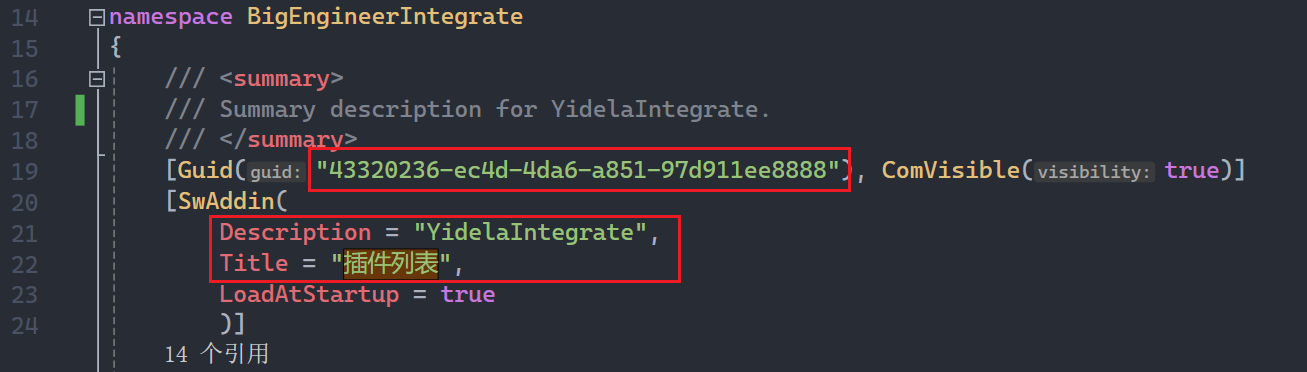 14 namespace BigEngineerIntegrate
15 {
16 /// <summary>
17 /// Summary description for YidelaIntegrate.
18 /// </summary>
19 [Guid(guid: "43320236-ec4d-4da6-a851-97d911ee8888"), ComVisible(visibility: true)]
20 [SwAddin(
21 Description = "YidelaIntegrate",
22 Title = "插件列表",
23 LoadAtStartup = true
24 )]
14 个引用